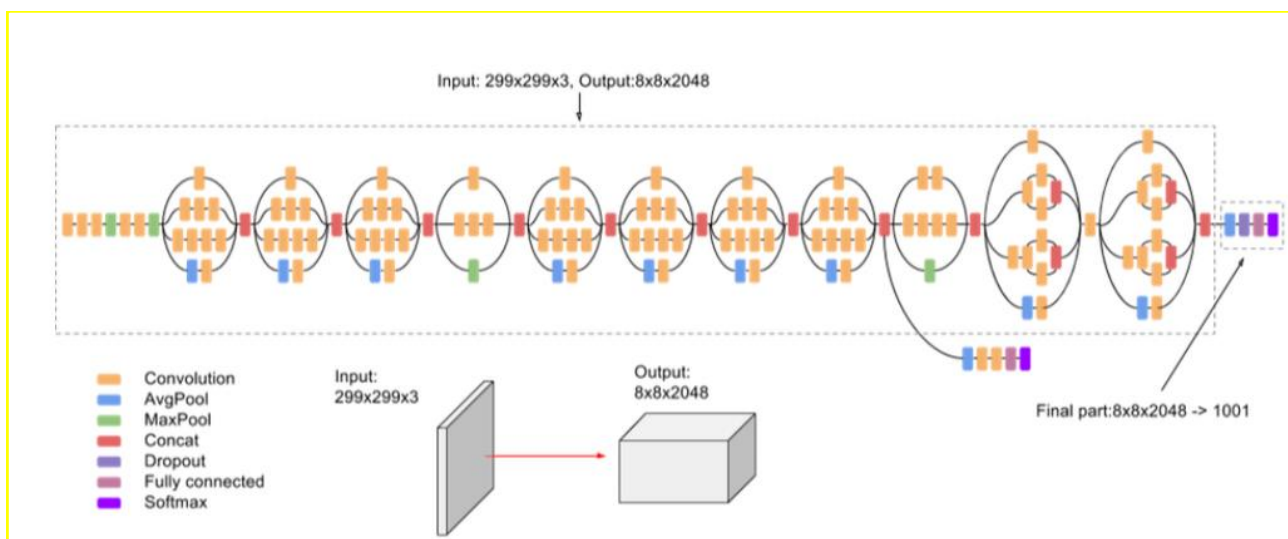 Input: 299x299x3, Output:8x8x2048
Convolution
AvgPool
MaxPool
Concat
Dropout
Fully connected
Softmax
Input:
299x299x3
Output:
8x8x2048
Final part:8x8x2048 -> 1001